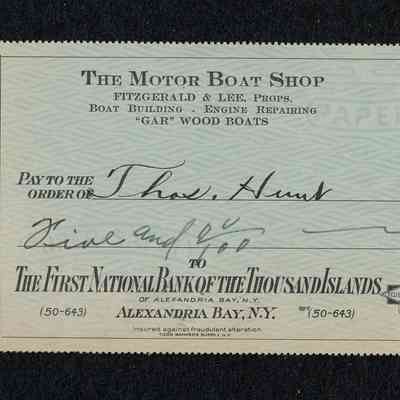 THE MOTOR BOAT SHOP
FITZGERALD & LEE, PROPS.
BOAT BUILDING - ENGINE REPAIRING
"GAR" WOOD BOATS
PAY TO THE
ORDER OF Thos. Hunt
Five and 00/100
TO
THE FIRST NATIONAL BANK OF THE THOUSAND ISLANDS
OF ALEXANDRIA BAY, N.Y.
(50-643) ALEXANDRIA BAY, N.Y. (50-643)
Insured against fraudulent alteration